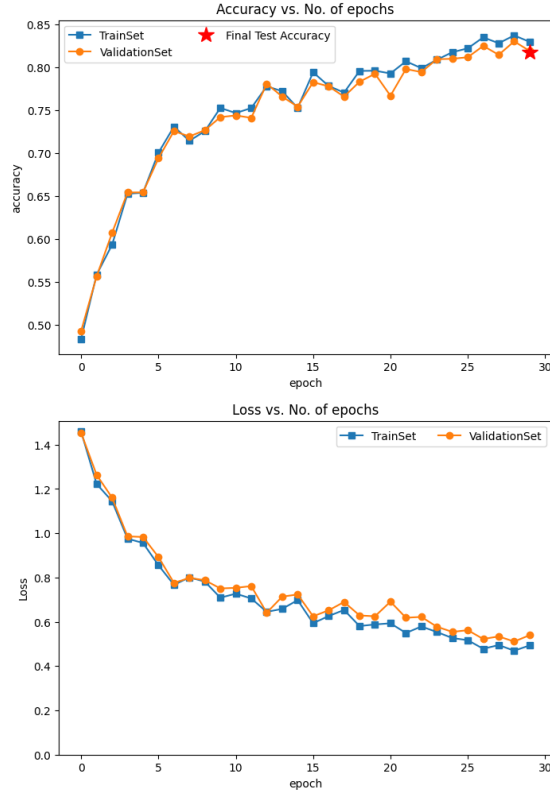 Accuracy vs. No. of epochs
TrainSet
ValidationSet
Final Test Accuracy
0.85
0.80
0.75
0.70
0.65
0.60
0.55
0.50
accuracy
0 5 10 15 20 25 30
epoch
Loss vs. No. of epochs
TrainSet ValidationSet
1.4
1.2
1.0
0.8
0.6
0.4
0.2
0.0
Loss
0 5 10 15 20 25 30
epoch